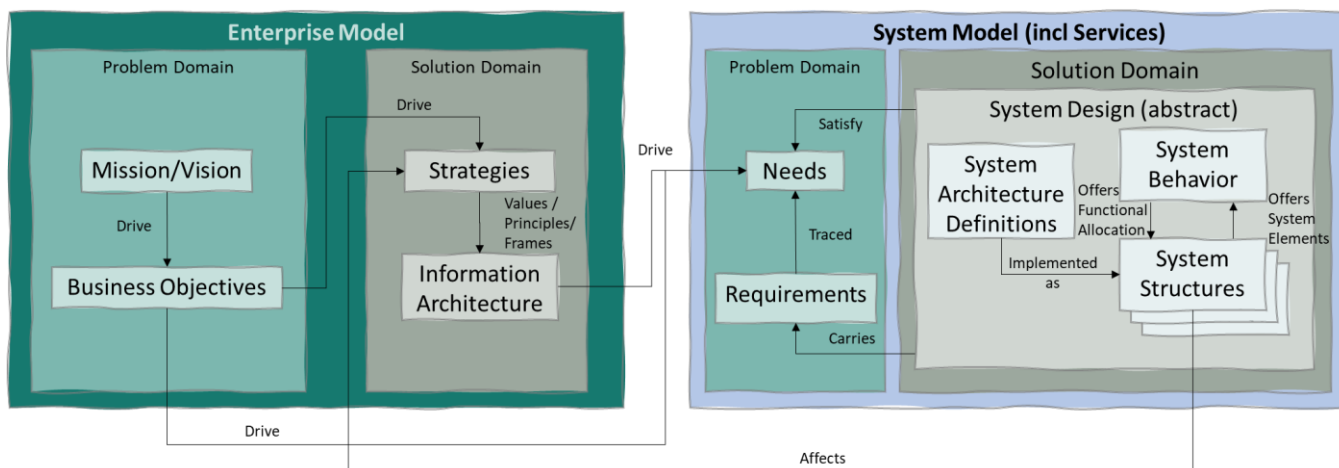 Enterprise Model
Problem Domain
Solution Domain
Drive
Mission/Vision
Strategies
Drive
Values /
Principles/
Frames
Business Objectives
Information
Architecture
Drive
Drive
System Model (incl Services)
Problem Domain
Solution Domain
System Design (abstract)
Satisfy
Needs
System
Architecture
Definitions
System
Behavior
Offers
Functional
Allocation
Offers
System
Elements
Traced
Implemented
as
Requirements
System
Structures
Carries
Affects